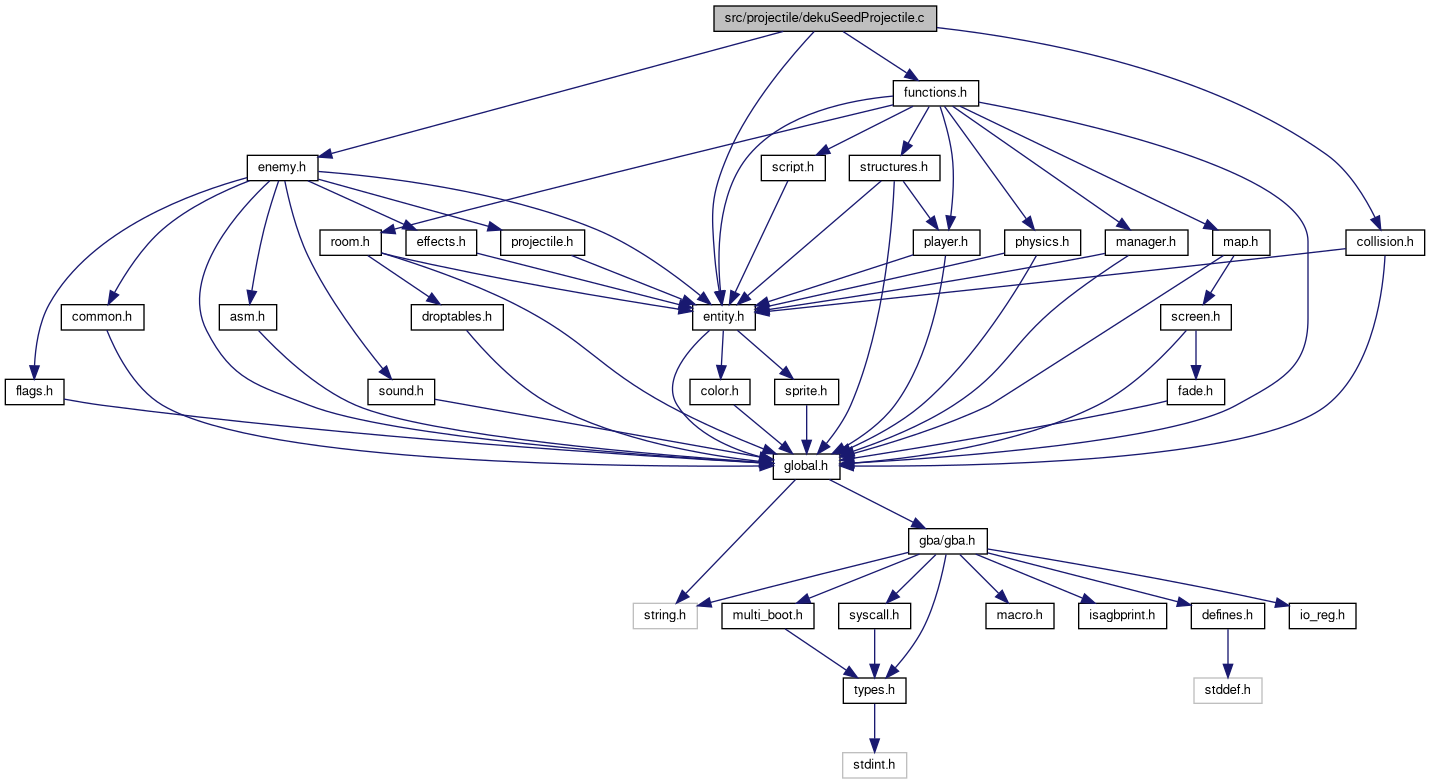 src/projectile/dekuSeedProjectile.c
functions.h
enemy.h
script.h
structures.h
room.h
effects.h
projectile.h
player.h
physics.h
manager.h
map.h
collision.h
common.h
asm.h
droptables.h
entity.h
screen.h
flags.h
sound.h
color.h
sprite.h
fade.h
global.h
gba/gba.h
string.h
multi_boot.h
syscall.h
macro.h
isagbprint.h
defines.h
io_reg.h
types.h
stddef.h
stdint.h